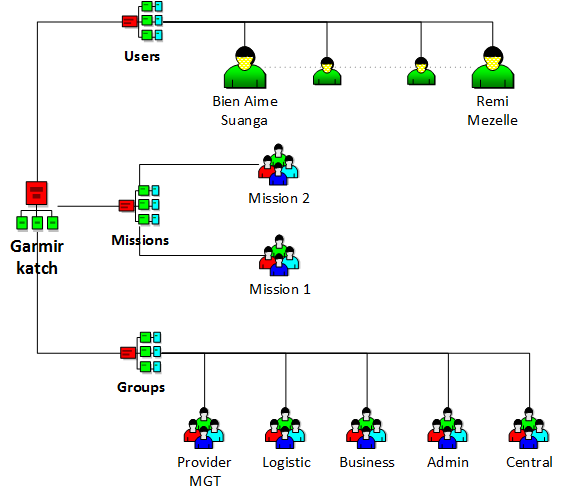 Users
Bien Aime
Suanga
Remi
Mezelle
Mission 2
Garmir
katch
Missions
Mission 1
Groups
Provider
MGT
Logistic
Business
Admin
Central